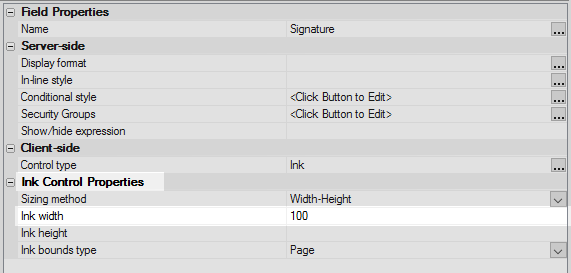 Field Properties
Name Signature ...
Server-side
Display format ...
In-line style ...
Conditional style <Click Button to Edit> ...
Security Groups <Click Button to Edit> ...
Show/hide expression
Client-side
Control type Ink ...
Ink Control Properties
Sizing method Width-Height
Ink width 100
Ink height
Ink bounds type Page